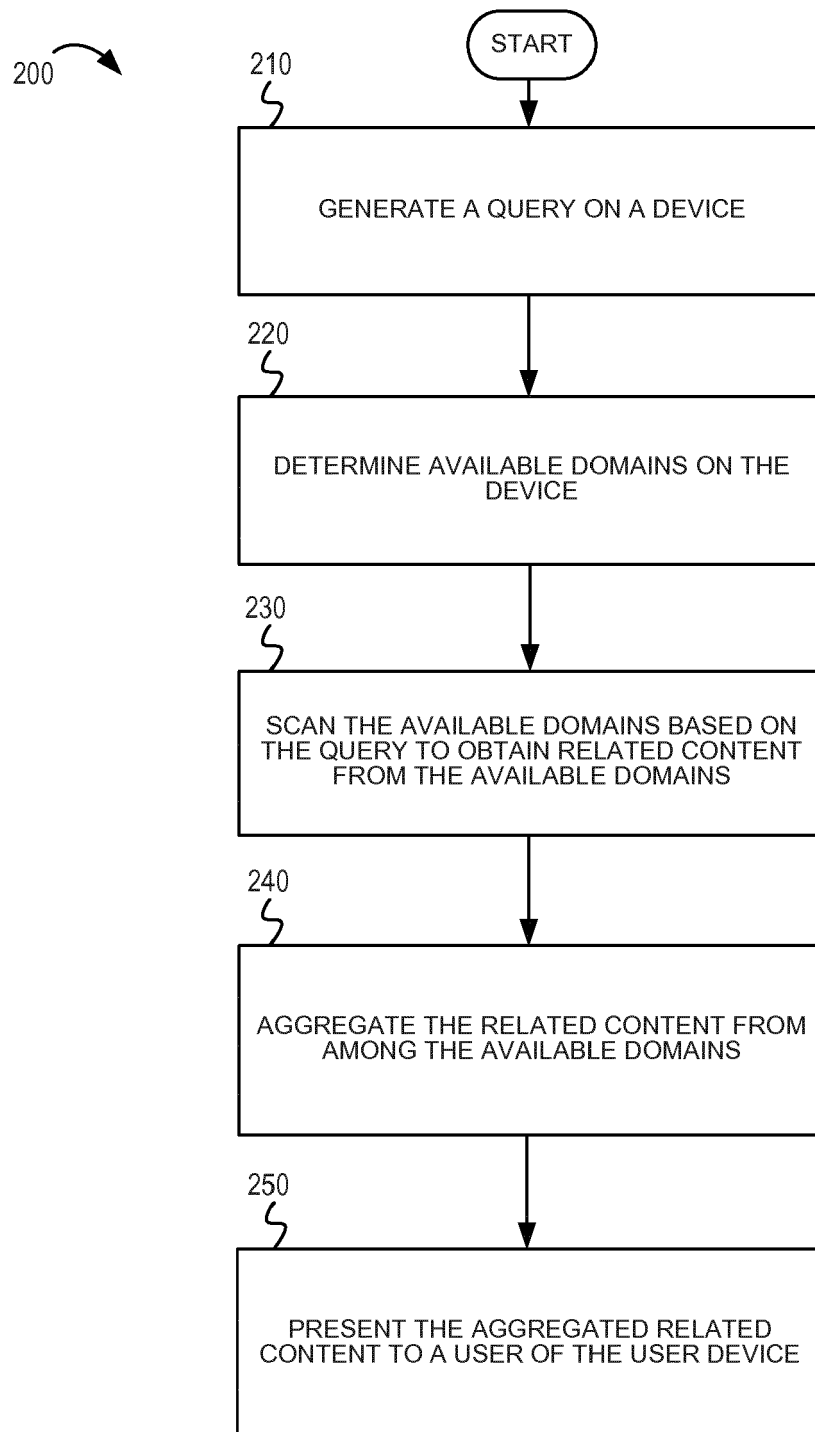 START
200
210
GENERATE A QUERY ON A DEVICE
220
DETERMINE AVAILABLE DOMAINS ON THE
DEVICE
230
SCAN THE AVAILABLE DOMAINS BASED ON
THE QUERY TO OBTAIN RELATED CONTENT
FROM THE AVAILABLE DOMAINS
240
AGGREGATE THE RELATED CONTENT FROM
AMONG THE AVAILABLE DOMAINS
250
PRESENT THE AGGREGATED RELATED
CONTENT TO A USER OF THE USER DEVICE